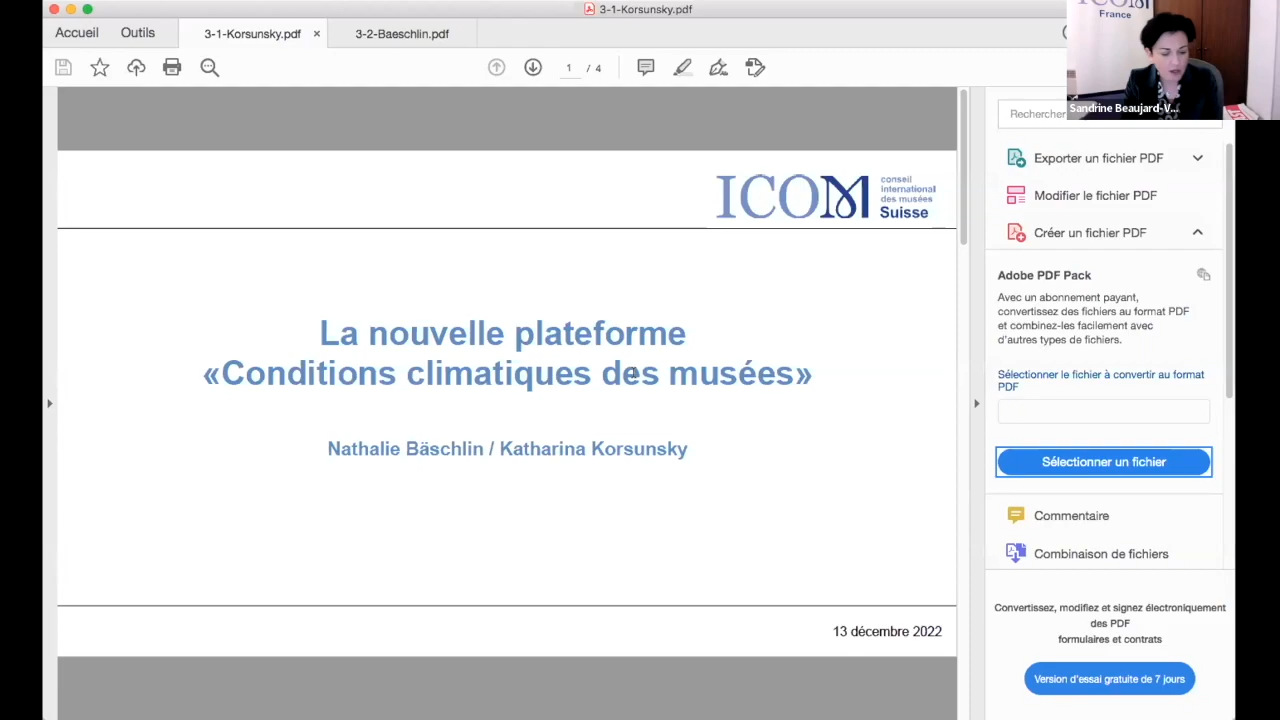 3-1-Korsunsky.pdf
Accueil
Outils
3-1-Korsunsky.pdf ×
3-2-Baeschlin.pdf
1 / 4
France
Sandrine Beaujard-V...
Rechercher
ICOM
conseil
international
des musées
Suisse
La nouvelle plateforme
«Conditions climatiques des musées»
Nathalie Bäschlin / Katharina Korsunsky
13 décembre 2022
Exporter un fichier PDF
Modifier le fichier PDF
Créer un fichier PDF
Adobe PDF Pack
Avec un abonnement payant,
convertissez des fichiers au format PDF
et combinez-les facilement avec
d'autres types de fichiers.
Sélectionner le fichier à convertir au format
PDF
Sélectionner un fichier
Commentaire
Combinaison de fichiers
Convertissez, modifiez et signez électroniquement
des PDF
formulaires et contrats
Version d'essai gratuite de 7 jours